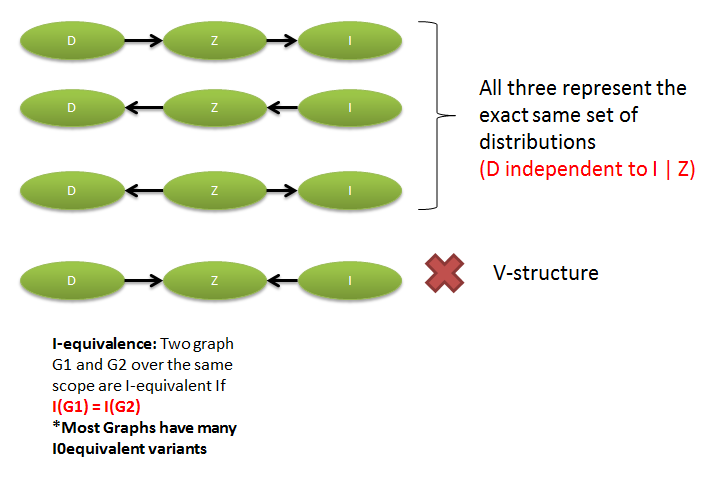 D Z I
D Z I
D Z I
All three represent the
exact same set of
distributions
(D independent to I | Z)
D Z I
V-structure
I-equivalence: Two graph
G1 and G2 over the same
scope are I-equivalent If
I(G1) = I(G2)
*Most Graphs have many
I0equivalent variants